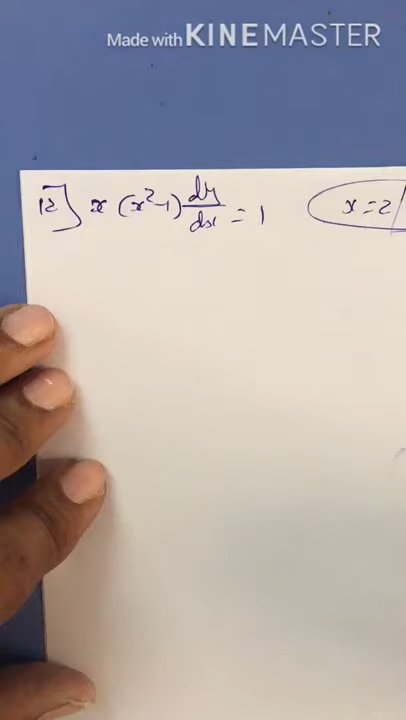 Made with KINEMASTER
12] x (x²-1) dy/dx = 1 x=2